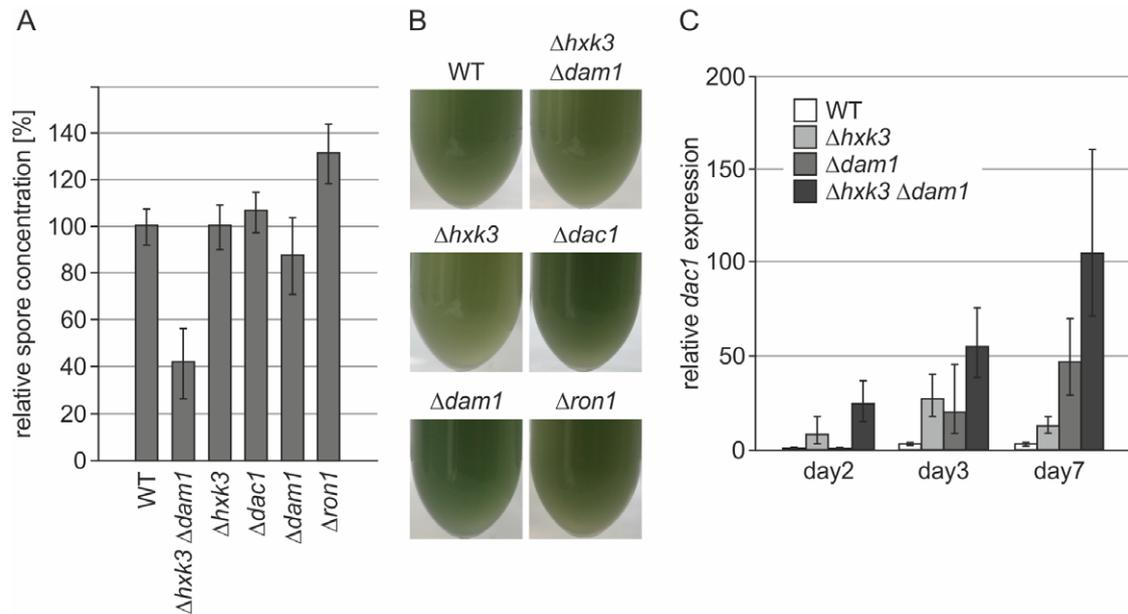 A
relative spore concentration [%]
140
120
100
80
60
40
20
0
WT
Δhxk3 Δdam1
Δhxk3
Δdac1
Δdam1
Δron1
B
WT
Δhxk3
Δdam1
Δhxk3
Δdac1
Δdam1
Δron1
C
relative dac1 expression
200
150
100
50
0
WT
Δhxk3
Δdam1
Δhxk3 Δdam1
day2
day3
day7